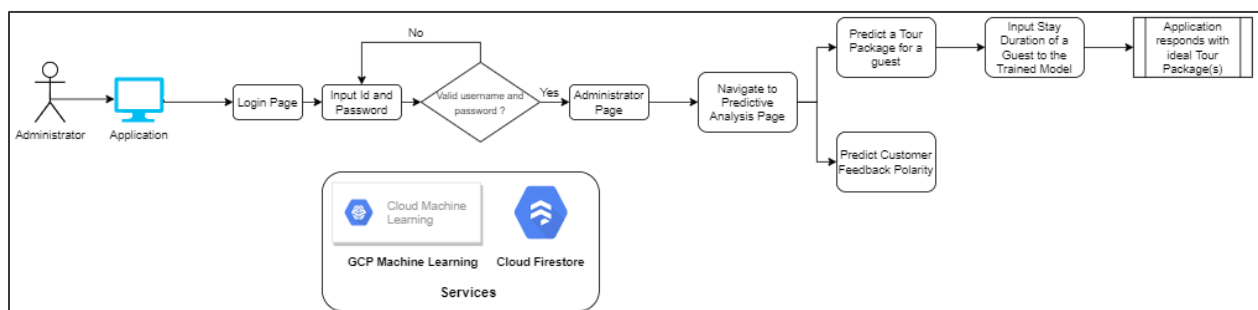 No
Predict a Tour
Package for a
guest
Input Stay
Duration of a
Guest to the
Trained Model
Application
responds with
ideal Tour
Package(s)
Administrator
Application
Login Page
Input Id and
Password
Valid username and
password ?
Yes
Administrator
Page
Navigate to
Predictive
Analysis Page
Predict Customer
Feedback Polarity
Cloud Machine
Learning
GCP Machine Learning
Cloud Firestore
Services